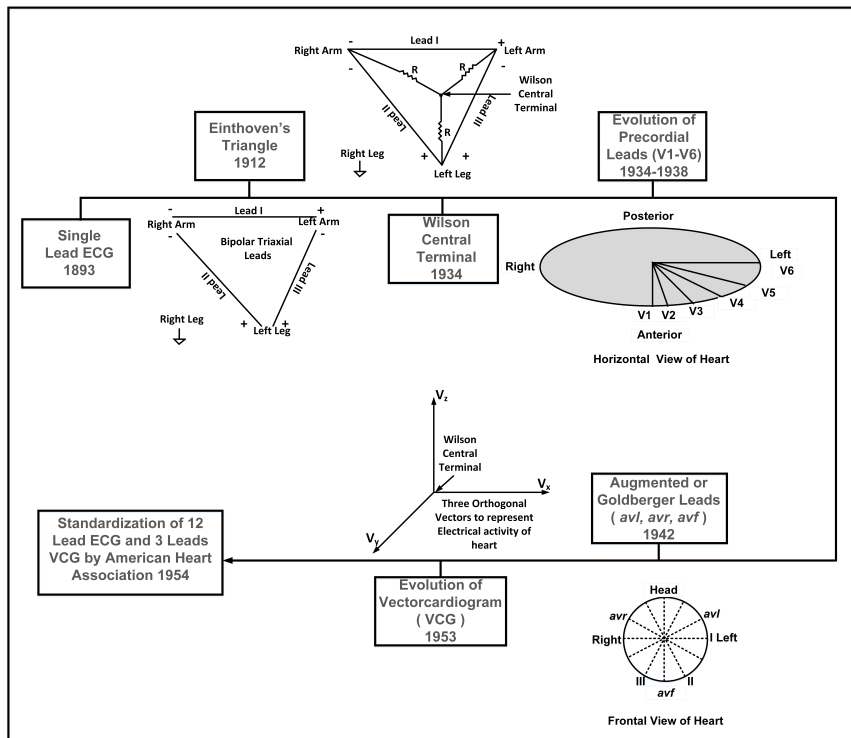 Right Arm
-
Lead I
+
Left Arm
-
-
R
R
R
Wilson
Central
Terminal
Lead II
Lead III
Right Leg
+
+
Left Leg
Einthoven's
Triangle
1912
Evolution of
Precordial
Leads (V1-V6)
1934-1938
Single
Lead ECG
1893
-
Lead I
+
Right Arm
Left Arm
-
-
Bipolar Triaxial
Leads
Lead II
Lead III
Right Leg
+
+
Left Leg
Wilson
Central
Terminal
1934
Posterior
Right
Left
V6
V5
V4
V3
V2
V1
Anterior
Horizontal View of Heart
Vz
Wilson
Central
Terminal
Vx
Vy
Three Orthogonal
Vectors to represent
Electrical activity of
heart
Augmented or
Goldberger Leads
( avl, avr, avf )
1942
Standardization of 12
Lead ECG and 3 Leads
VCG by American Heart
Association 1954
Evolution of
Vectorcardiogram
( VCG )
1953
Head
avr
avl
Right
I Left
III
II
avf
Frontal View of Heart